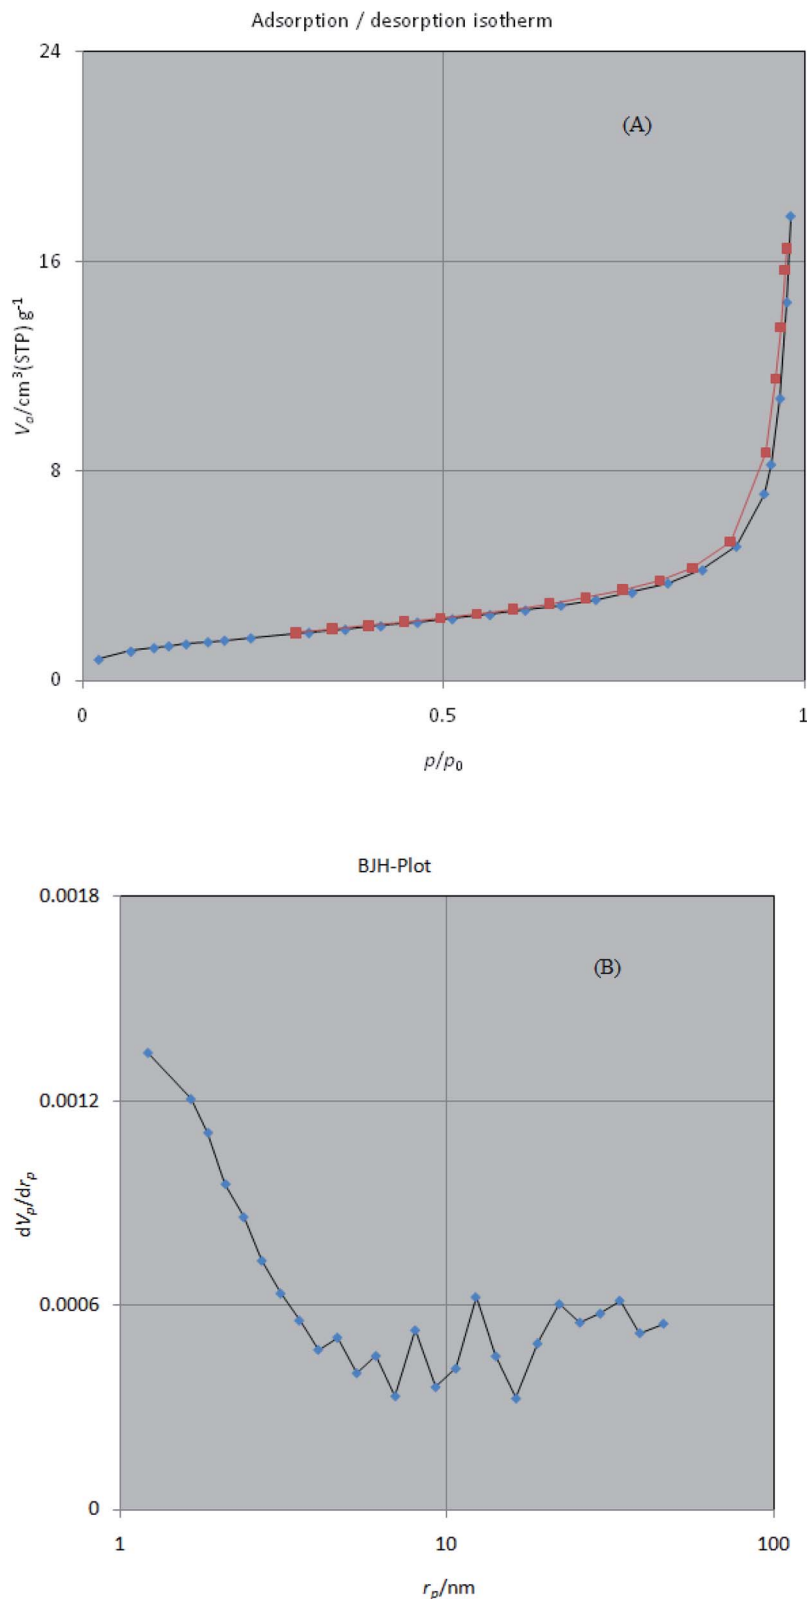 Adsorption / desorption isotherm
24
(A)
16
Vₐ/cm³(STP) g⁻¹
8
0
0 0.5 1
p/p₀
BJH-Plot
0.0018
(B)
0.0012
dVₚ/drₚ
0.0006
0
1 10 100
rₚ/nm